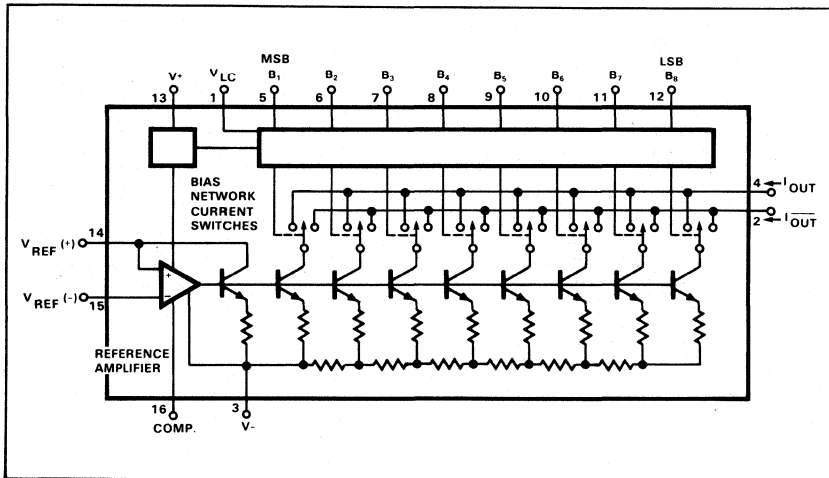 MSB
LSB
V+
VLC
B1
B2
B3
B4
B5
B6
B7
B8
13
1
5
6
7
8
9
10
11
12
BIAS
NETWORK
CURRENT
SWITCHES
4
IOUT
2
IOUT
14
VREF (+)
+
VREF (-)
15
−
REFERENCE
AMPLIFIER
16
COMP.
3
V-